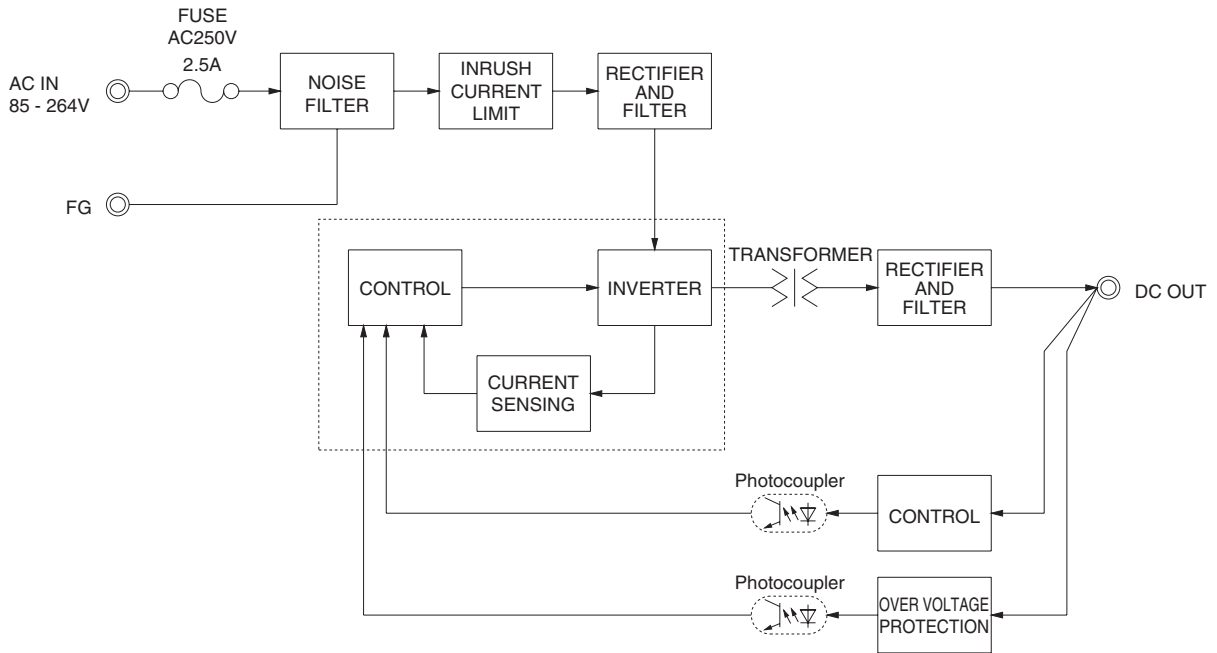 FUSE
AC250V
2.5A
AC IN
85 - 264V
NOISE
FILTER
INRUSH
CURRENT
LIMIT
RECTIFIER
AND
FILTER
FG
CONTROL
INVERTER
TRANSFORMER
RECTIFIER
AND
FILTER
DC OUT
CURRENT
SENSING
Photocoupler
CONTROL
Photocoupler
OVER VOLTAGE
PROTECTION